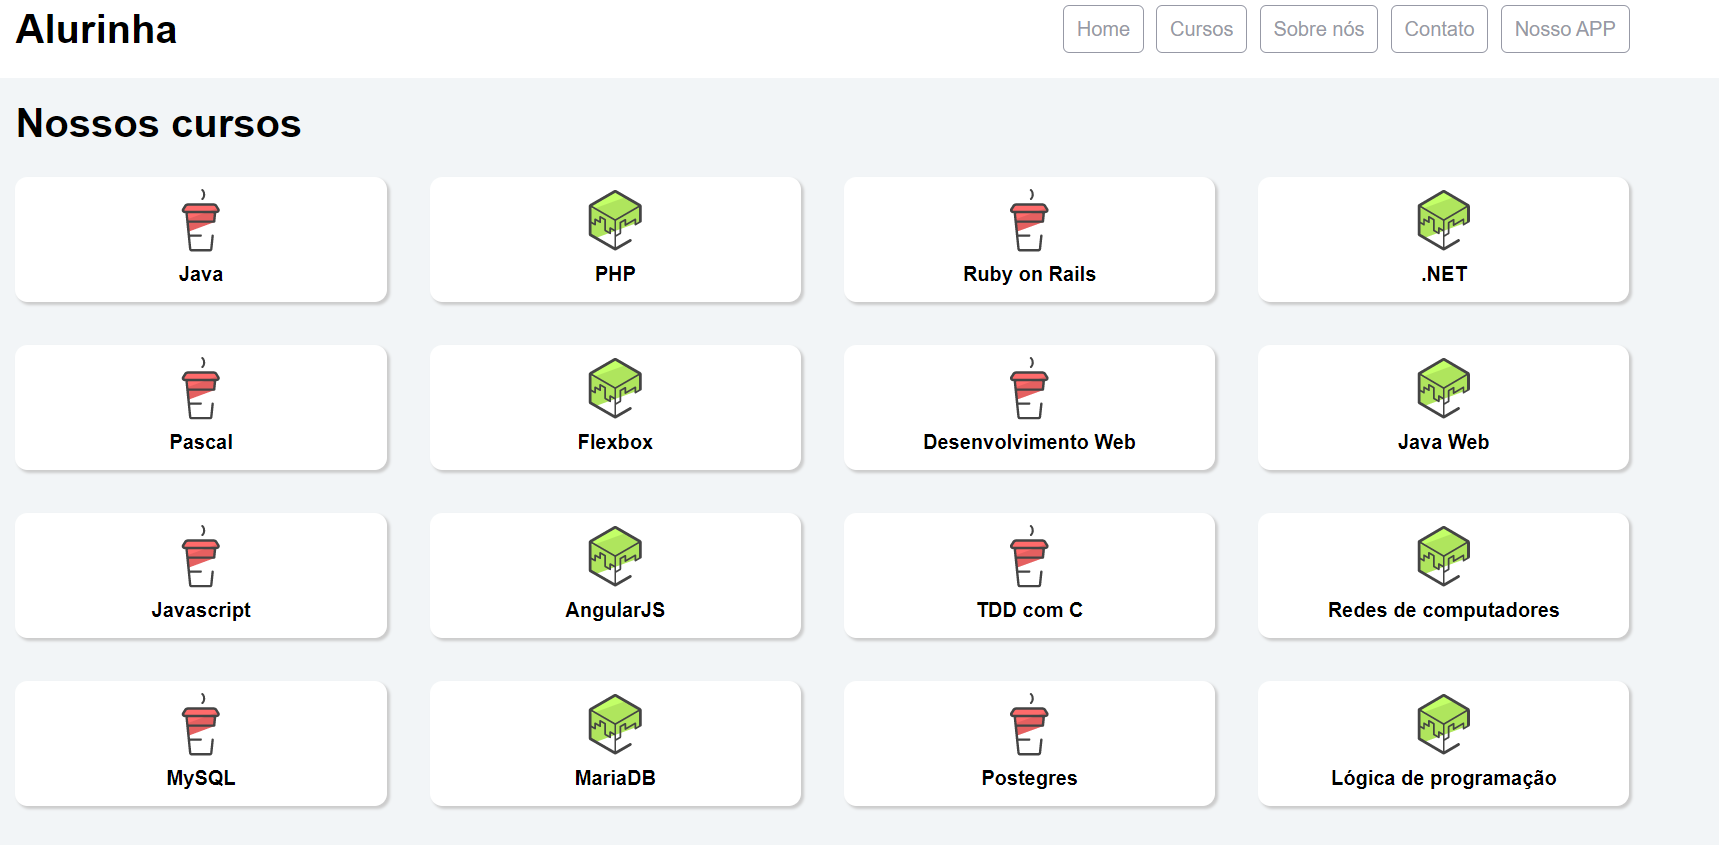 Alurinha
Home Cursos Sobre nós Contato Nosso APP
Nossos cursos
Java PHP Ruby on Rails .NET
Pascal Flexbox Desenvolvimento Web Java Web
Javascript AngularJS TDD com C Redes de computadores
MySQL MariaDB Postegres Lógica de programação